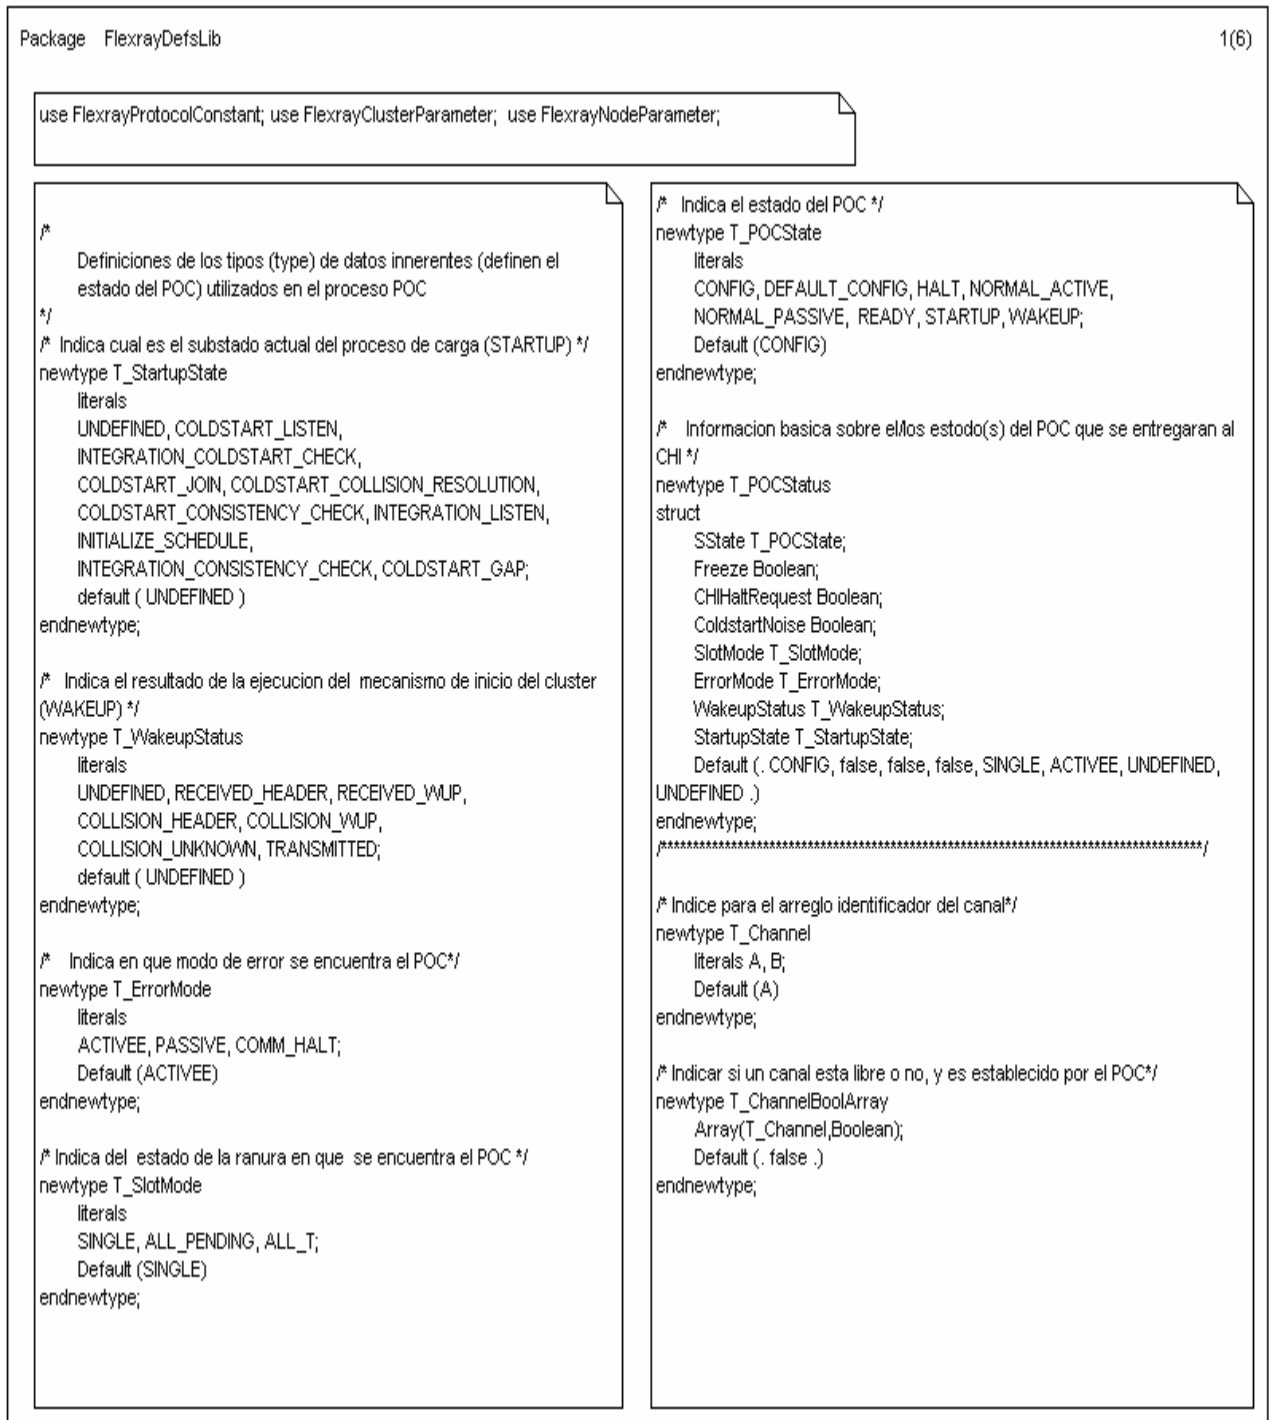 Package FlexrayDefsLib 1(6)
use FlexrayProtocolConstant; use FlexrayClusterParameter; use FlexrayNodeParameter;
/*
Definiciones de los tipos (type) de datos innerentes (definen el
estado del POC) utilizados en el proceso POC
*/
/* Indica cual es el substado actual del proceso de carga (STARTUP) */
newtype T_StartupState
literals
UNDEFINED, COLDSTART_LISTEN,
INTEGRATION_COLDSTART_CHECK,
COLDSTART_JOIN, COLDSTART_COLLISION_RESOLUTION,
COLDSTART_CONSISTENCY_CHECK, INTEGRATION_LISTEN,
INITIALIZE_SCHEDULE,
INTEGRATION_CONSISTENCY_CHECK, COLDSTART_GAP;
default ( UNDEFINED )
endnewtype;
/* Indica el resultado de la ejecucion del mecanismo de inicio del cluster
(WAKEUP) */
newtype T_WakeupStatus
literals
UNDEFINED, RECEIVED_HEADER, RECEIVED_WUP,
COLLISION_HEADER, COLLISION_WUP,
COLLISION_UNKNOWN, TRANSMITTED;
default ( UNDEFINED )
endnewtype;
/* Indica en que modo de error se encuentra el POC*/
newtype T_ErrorMode
literals
ACTIVEE, PASSIVE, COMM_HALT;
Default (ACTIVEE)
endnewtype;
/* Indica del estado de la ranura en que se encuentra el POC */
newtype T_SlotMode
literals
SINGLE, ALL_PENDING, ALL_T;
Default (SINGLE)
endnewtype;
/* Indica el estado del POC */
newtype T_POCState
literals
CONFIG, DEFAULT_CONFIG, HALT, NORMAL_ACTIVE,
NORMAL_PASSIVE, READY, STARTUP, WAKEUP;
Default (CONFIG)
endnewtype;
/* Informacion basica sobre el/los estodo(s) del POC que se entregaran al
CHI */
newtype T_POCStatus
struct
SState T_POCState;
Freeze Boolean;
CHIHaltRequest Boolean;
ColdstartNoise Boolean;
SlotMode T_SlotMode;
ErrorMode T_ErrorMode;
WakeupStatus T_WakeupStatus;
StartupState T_StartupState;
Default (. CONFIG, false, false, false, SINGLE, ACTIVEE, UNDEFINED,
UNDEFINED .)
endnewtype;
/*************************************************************************************/
/* Indice para el arreglo identificador del canal*/
newtype T_Channel
literals A, B;
Default (A)
endnewtype;
/* Indicar si un canal esta libre o no, y es establecido por el POC*/
newtype T_ChannelBoolArray
Array(T_Channel,Boolean);
Default (. false .)
endnewtype;